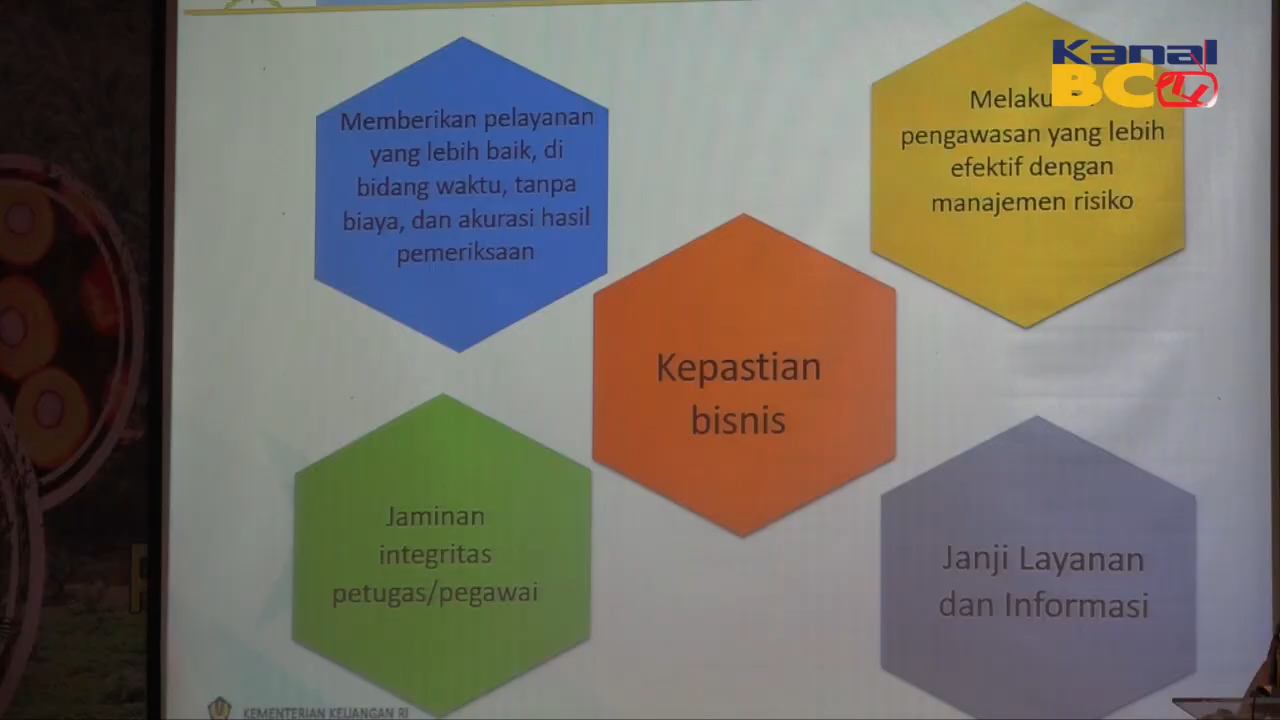 Kanal
BC TV
Memberikan pelayanan
yang lebih baik, di
bidang waktu, tanpa
biaya, dan akurasi hasil
pemeriksaan
pengawasan yang lebih
efektif dengan
manajemen risiko
Kepastian
bisnis
Jaminan
integritas
petugas/pegawai
Janji Layanan
dan Informasi
KEMENTERIAN KEUANGAN RI